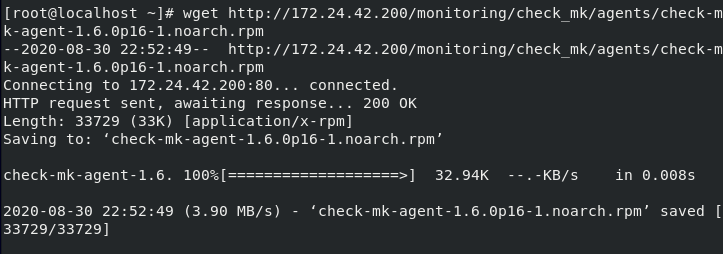 [root@localhost ~]# wget http://172.24.42.200/monitoring/check_mk/agents/check-m
k-agent-1.6.0p16-1.noarch.rpm
--2020-08-30 22:52:49--  http://172.24.42.200/monitoring/check_mk/agents/check-m
k-agent-1.6.0p16-1.noarch.rpm
Connecting to 172.24.42.200:80... connected.
HTTP request sent, awaiting response... 200 OK
Length: 33729 (33K) [application/x-rpm]
Saving to: ‘check-mk-agent-1.6.0p16-1.noarch.rpm’
check-mk-agent-1.6. 100%[===================>]  32.94K  --.-KB/s    in 0.008s
2020-08-30 22:52:49 (3.90 MB/s) - ‘check-mk-agent-1.6.0p16-1.noarch.rpm’ saved [
33729/33729]